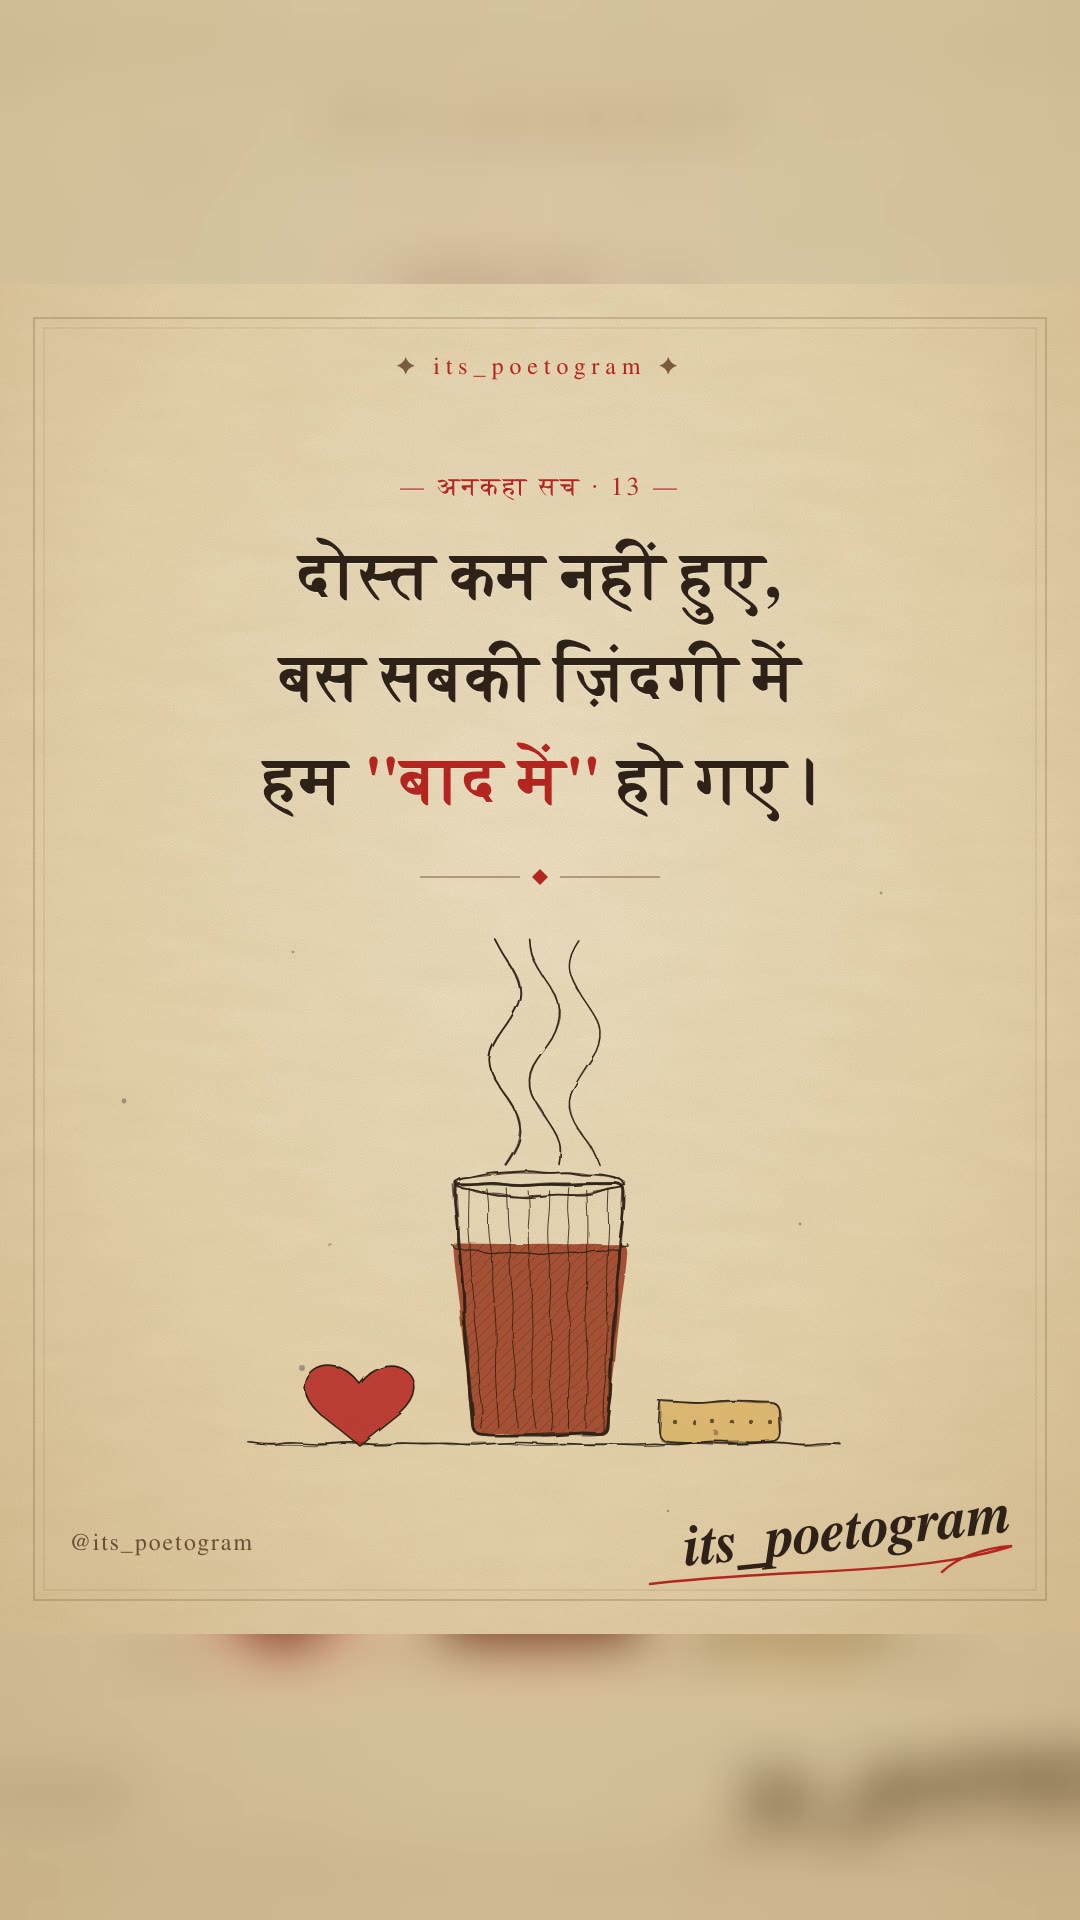 ✦ its_poetogram ✦
— अनकहा सच · 13 —
दोस्त कम नहीं हुए,
बस सबकी ज़िंदगी में
हम "बाद में" हो गए।
@its_poetogram
its_poetogram